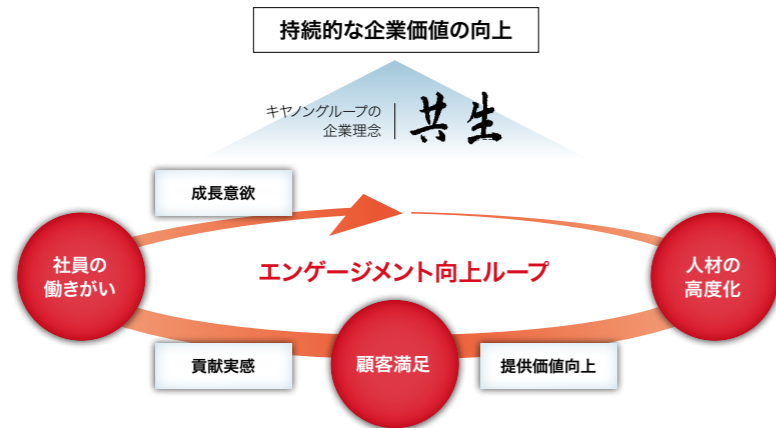 持続的な企業価値の向上
キヤノングループの
企業理念
共生
成長意欲
社員の
働きがい
エンゲージメント向上ループ
人材の
高度化
貢献実感
顧客満足
提供価値向上